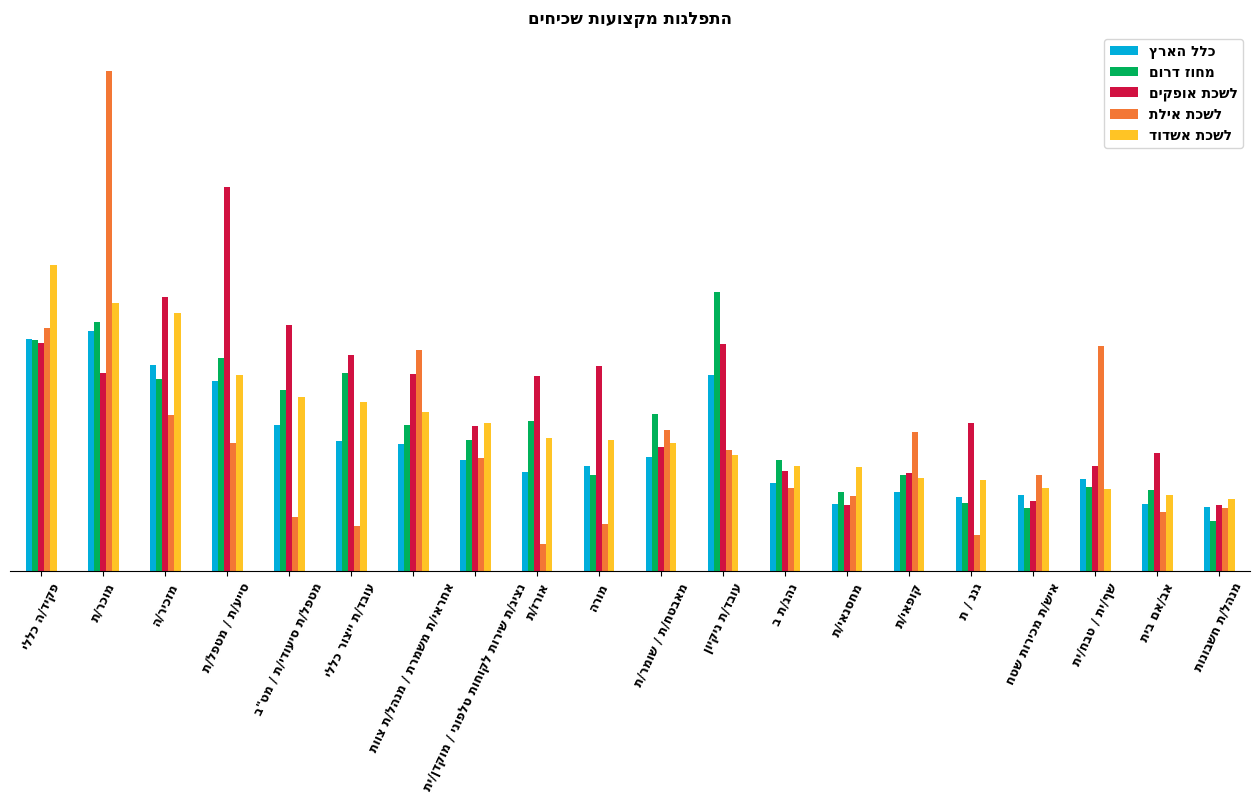 התפלגות מקצועות שכיחים
כלל הארץ
מחוז דרום
לשכת אופקים
לשכת אילת
לשכת אשדוד
פקיד/ה כללי
מוכר/ת
מזכיר/ה
סייע/ת / מטפל/ת
מטפל/ת סיעודי/ת / מט"ב
עובד/ת ייצור כללי
אחראי/ת משמרת / מנהל/ת צוות
נציג/ת שירות לקוחות טלפוני / מוקדן/ית
אורז/ת
מורה
מאבטח/ת / שומר/ת
עובד/ת ניקיון
נהג/ת ב
מחסנאי/ת
קופאי/ת
גנן / ת
איש/ת מכירות שטח
שף/ית / טבח/ית
אב/אם בית
מנהל/ת חשבונות